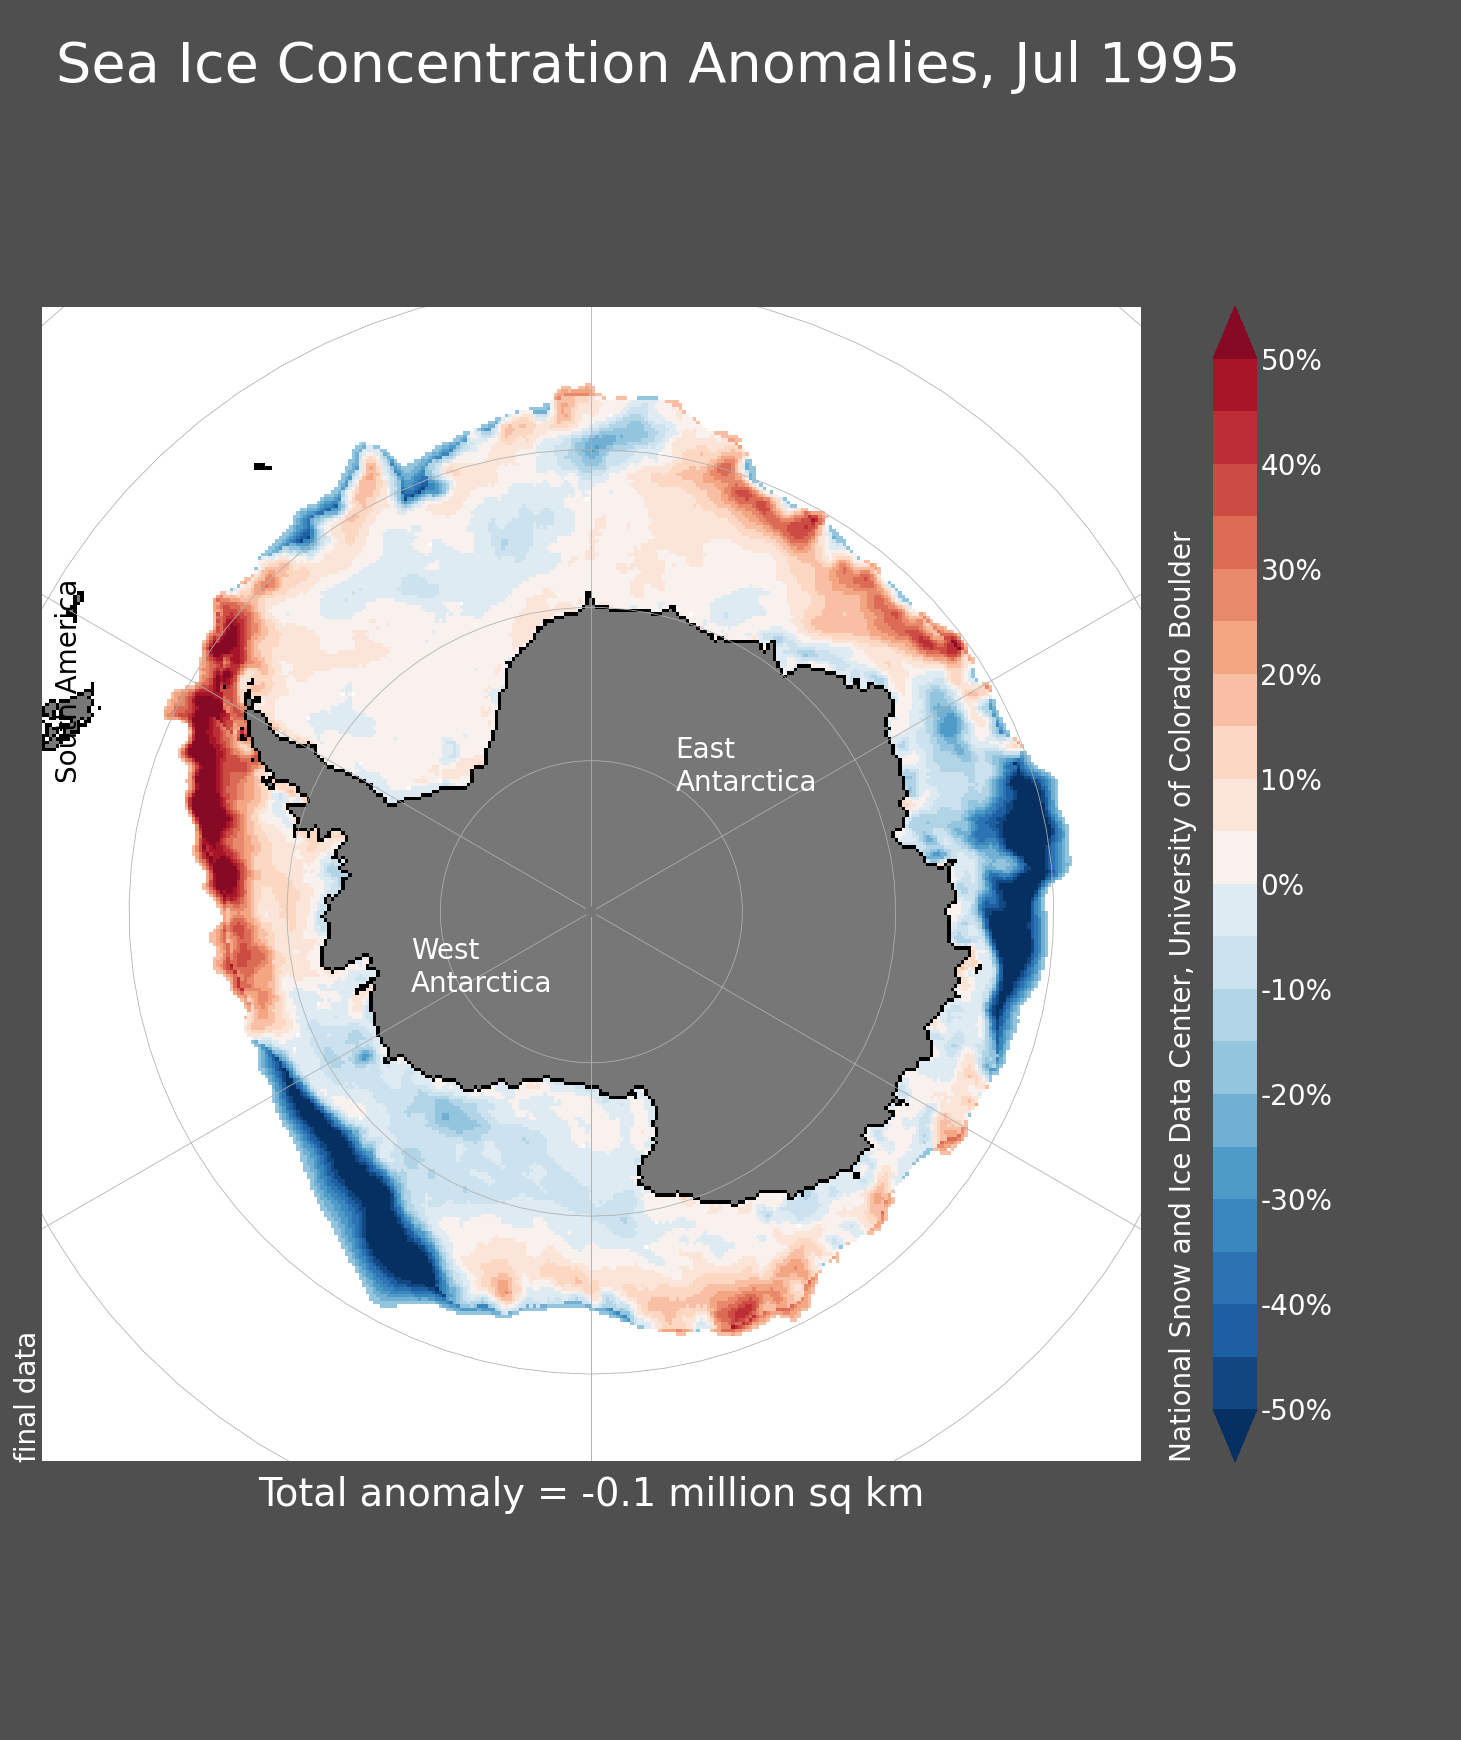 Sea Ice Concentration Anomalies, Jul 1995
South America
East
Antarctica
West
Antarctica
final data
National Snow and Ice Data Center, University of Colorado Boulder
50%
40%
30%
20%
10%
0%
-10%
-20%
-30%
-40%
-50%
Total anomaly = -0.1 million sq km